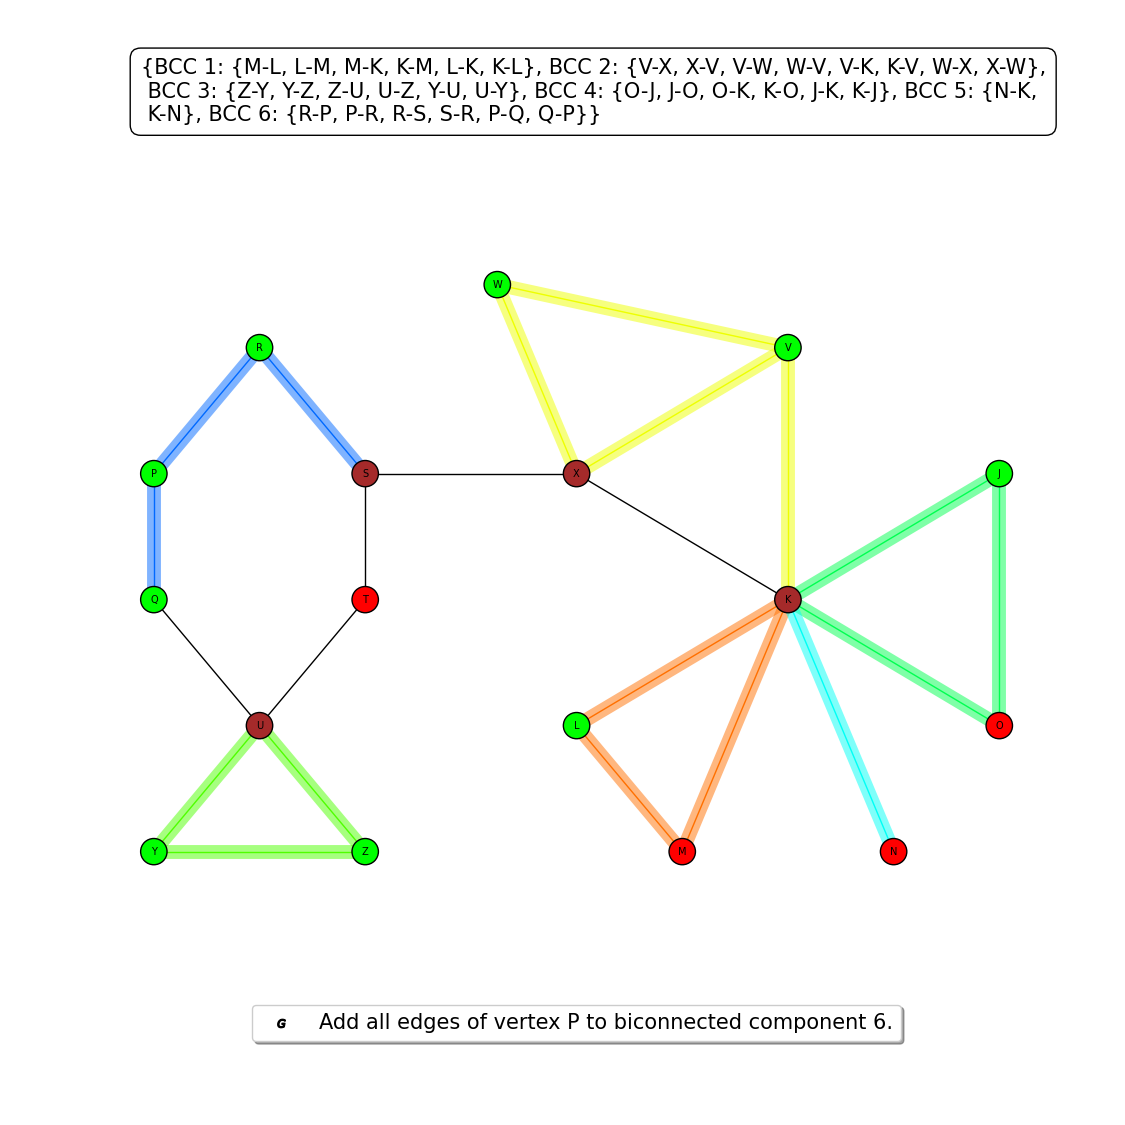 {BCC 1: {M-L, L-M, M-K, K-M, L-K, K-L}, BCC 2: {V-X, X-V, V-W, W-V, V-K, K-V, W-X, X-W},
BCC 3: {Z-Y, Y-Z, Z-U, U-Z, Y-U, U-Y}, BCC 4: {O-J, J-O, O-K, K-O, J-K, K-J}, BCC 5: {N-K,
K-N}, BCC 6: {R-P, P-R, R-S, S-R, P-Q, Q-P}}
W
R
V
P
S
X
J
Q
T
K
U
L
O
Y
Z
M
N
G Add all edges of vertex P to biconnected component 6.